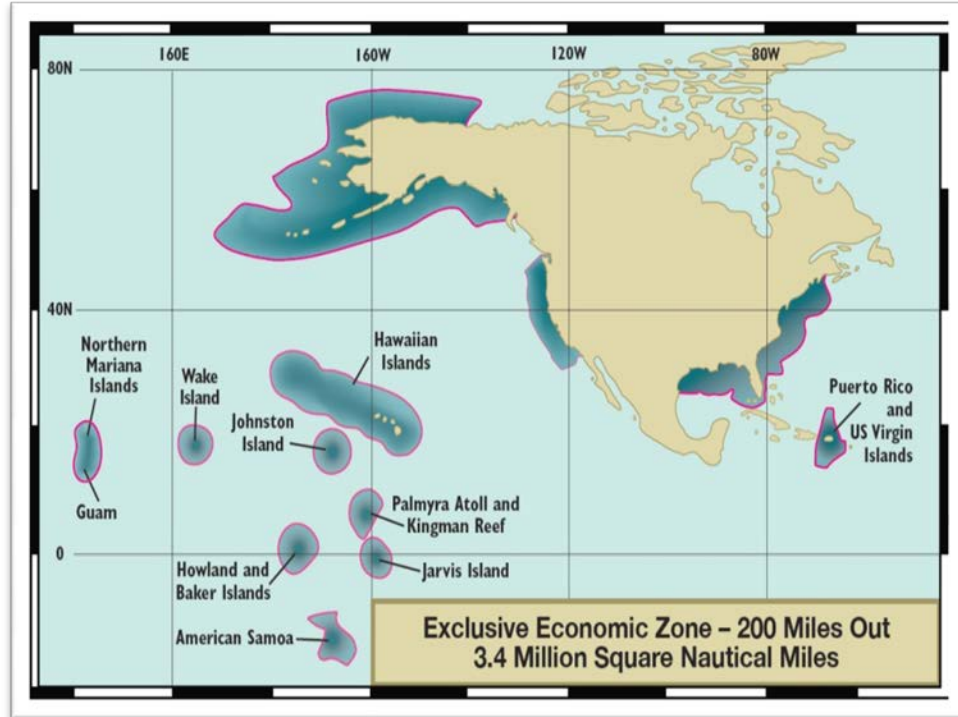 160E
160W
120W
80W
80N
40N
Northern
Mariana
Islands
Wake
Island
Hawaiian
Islands
Johnston
Island
Puerto Rico
and
US Virgin
Islands
Guam
Palmyra Atoll and
Kingman Reef
0
Howland and
Baker Islands
Jarvis Island
American Samoa
Exclusive Economic Zone – 200 Miles Out
3.4 Million Square Nautical Miles